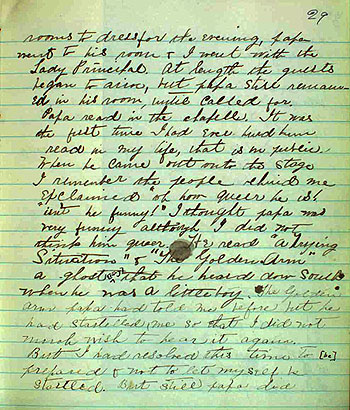 29
rooms to dress for the evening, papa
went to his room & I went with the
Lady Principal. At length the guests
began to arive, but papa still remain
ed in his room, until called for.
Papa read in the chapell. It was
the first time I had ever heard him
read in my life, that is in public.
When he came out onto the stage
I remember the people behind me
exclaimed oh how queer he is!
"isn't he funny!" I thought papa was
very funny although I did not
think him queer. He read "A Trying
Situation" & "The Golden Arm"
a ghost that he heard down South
when he was a little boy. The Golden
arm papa had told me before but he
had startled me so that I did not
much wish to hear it again.
But I had resolved this time to [be]
prepared & not to let myself be
startled. But still papa did